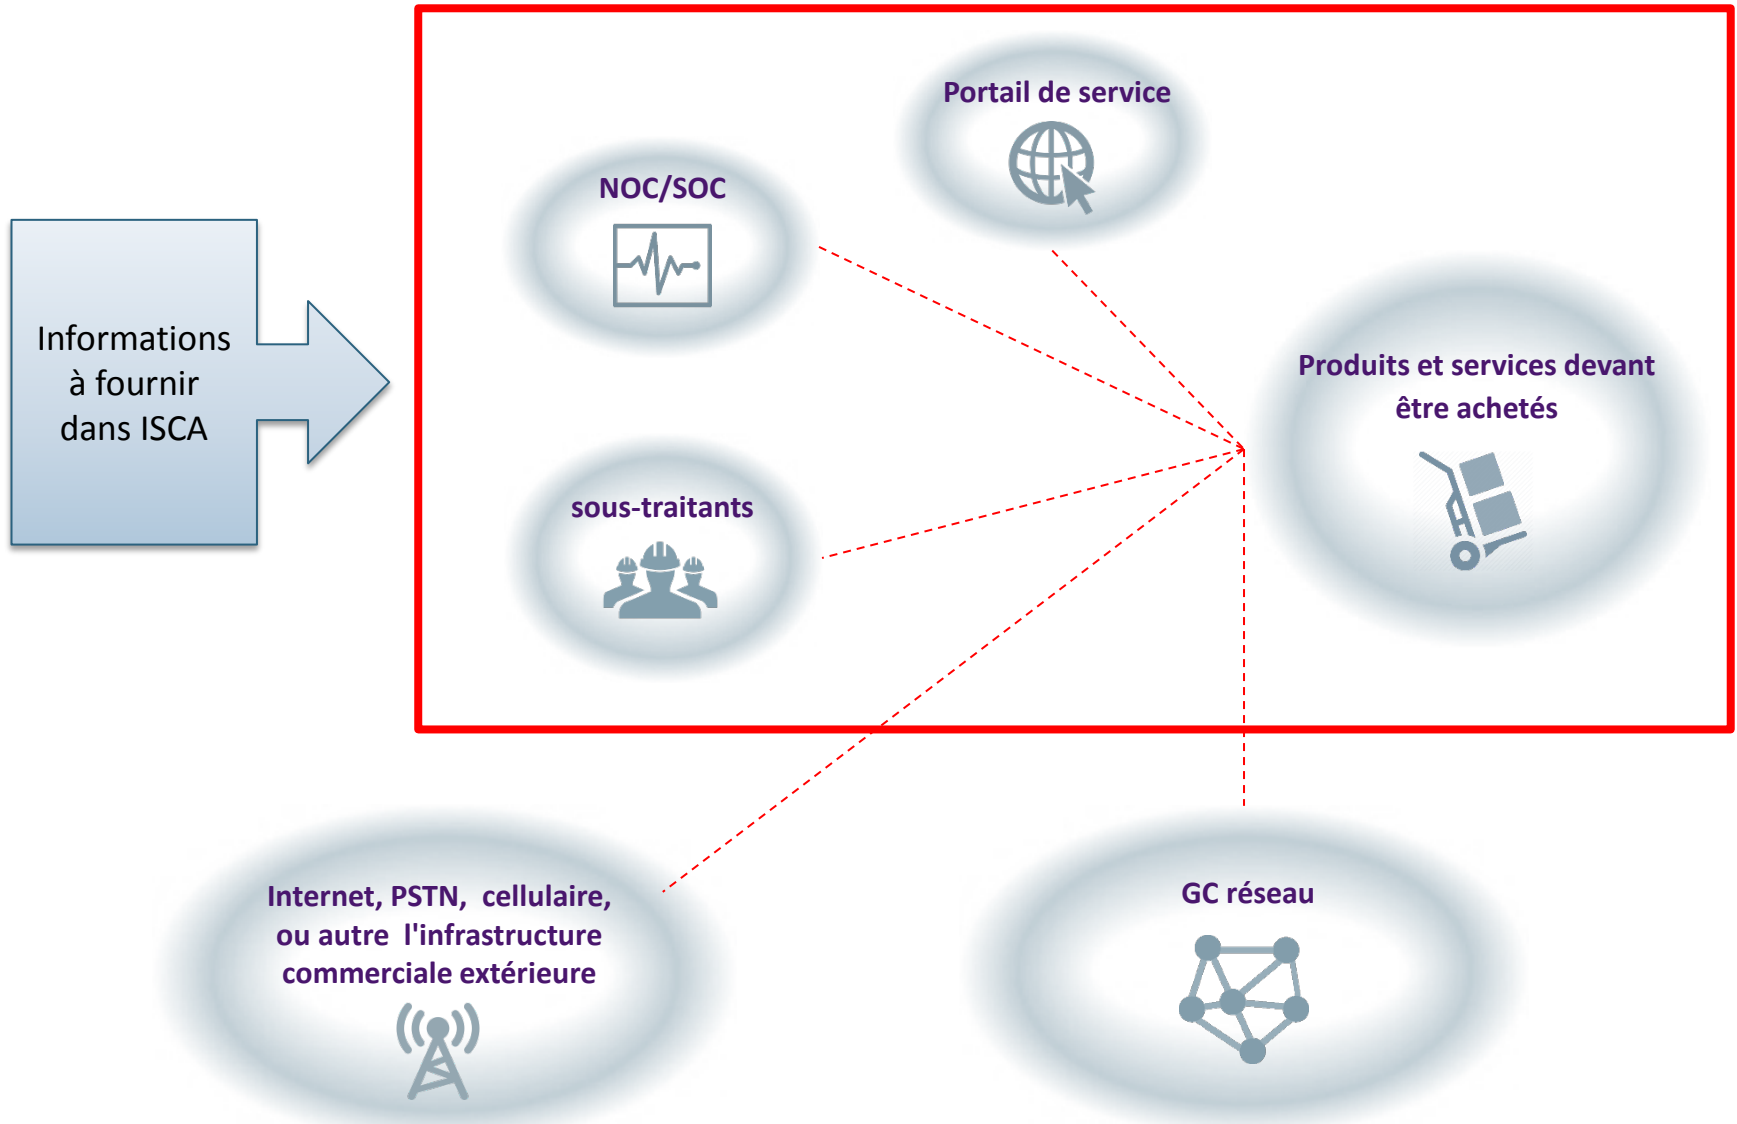 Portail de service
NOC/SOC
Informations
à fournir
dans ISCA
Produits et services devant
être achetés
sous-traitants
Internet, PSTN,  cellulaire,
ou autre  l'infrastructure
commerciale extérieure
GC réseau